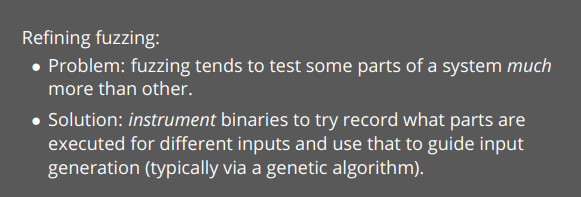 Refining fuzzing:
• Problem: fuzzing tends to test some parts of a system much
more than other.
• Solution: instrument binaries to try record what parts are
executed for different inputs and use that to guide input
generation (typically via a genetic algorithm).